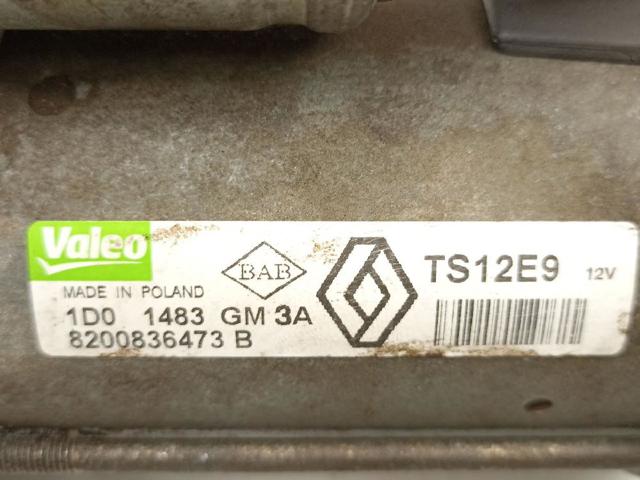 Valeo
BAB
TS12E9 12V
MADE IN POLAND
1D0 1483 GM 3A
8200836473 B